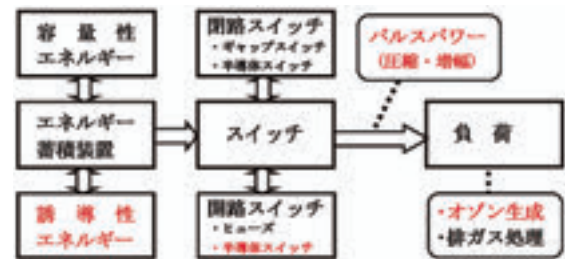 容量性
エネルギー
閉路スイッチ
・ギャップスイッチ
・半導体スイッチ
パルスパワー
(圧縮・増幅)
エネルギー
蓄積装置
スイッチ
負荷
誘導性
エネルギー
開路スイッチ
・ヒューズ
・半導体スイッチ
・オゾン生成
・排ガス処理